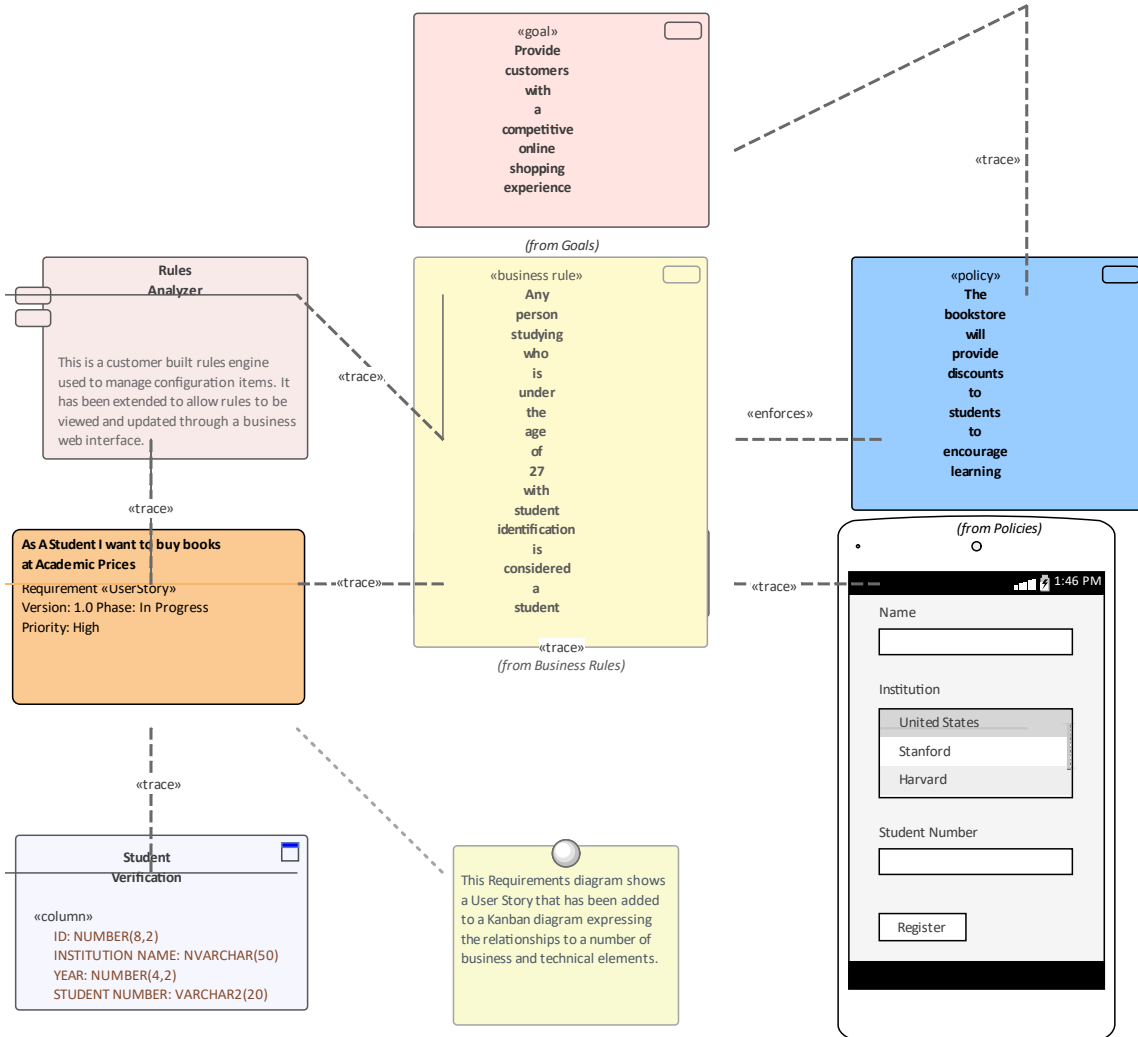 «goal»
Provide
customers
with
a
competitive
online
shopping
experience
(from Goals)
«trace»
Rules
Analyzer
This is a customer built rules engine
used to manage configuration items. It
has been extended to allow rules to be
viewed and updated through a business
web interface.
«trace»
«business rule»
Any
person
studying
who
is
under
the
age
of
27
with
student
identification
is
considered
a
student
«trace»
(from Business Rules)
«enforces»
«policy»
The
bookstore
will
provide
discounts
to
students
to
encourage
learning
(from Policies)
«trace»
As A Student I want to buy books
at Academic Prices
Requirement «UserStory»
Version: 1.0 Phase: In Progress
Priority: High
«trace»
«trace»
1:46 PM
Name
Institution
United States
Stanford
Harvard
Student Number
Register
«trace»
Student
Verification
«column»
ID: NUMBER(8,2)
INSTITUTION NAME: NVARCHAR(50)
YEAR: NUMBER(4,2)
STUDENT NUMBER: VARCHAR2(20)
This Requirements diagram shows
a User Story that has been added
to a Kanban diagram expressing
the relationships to a number of
business and technical elements.